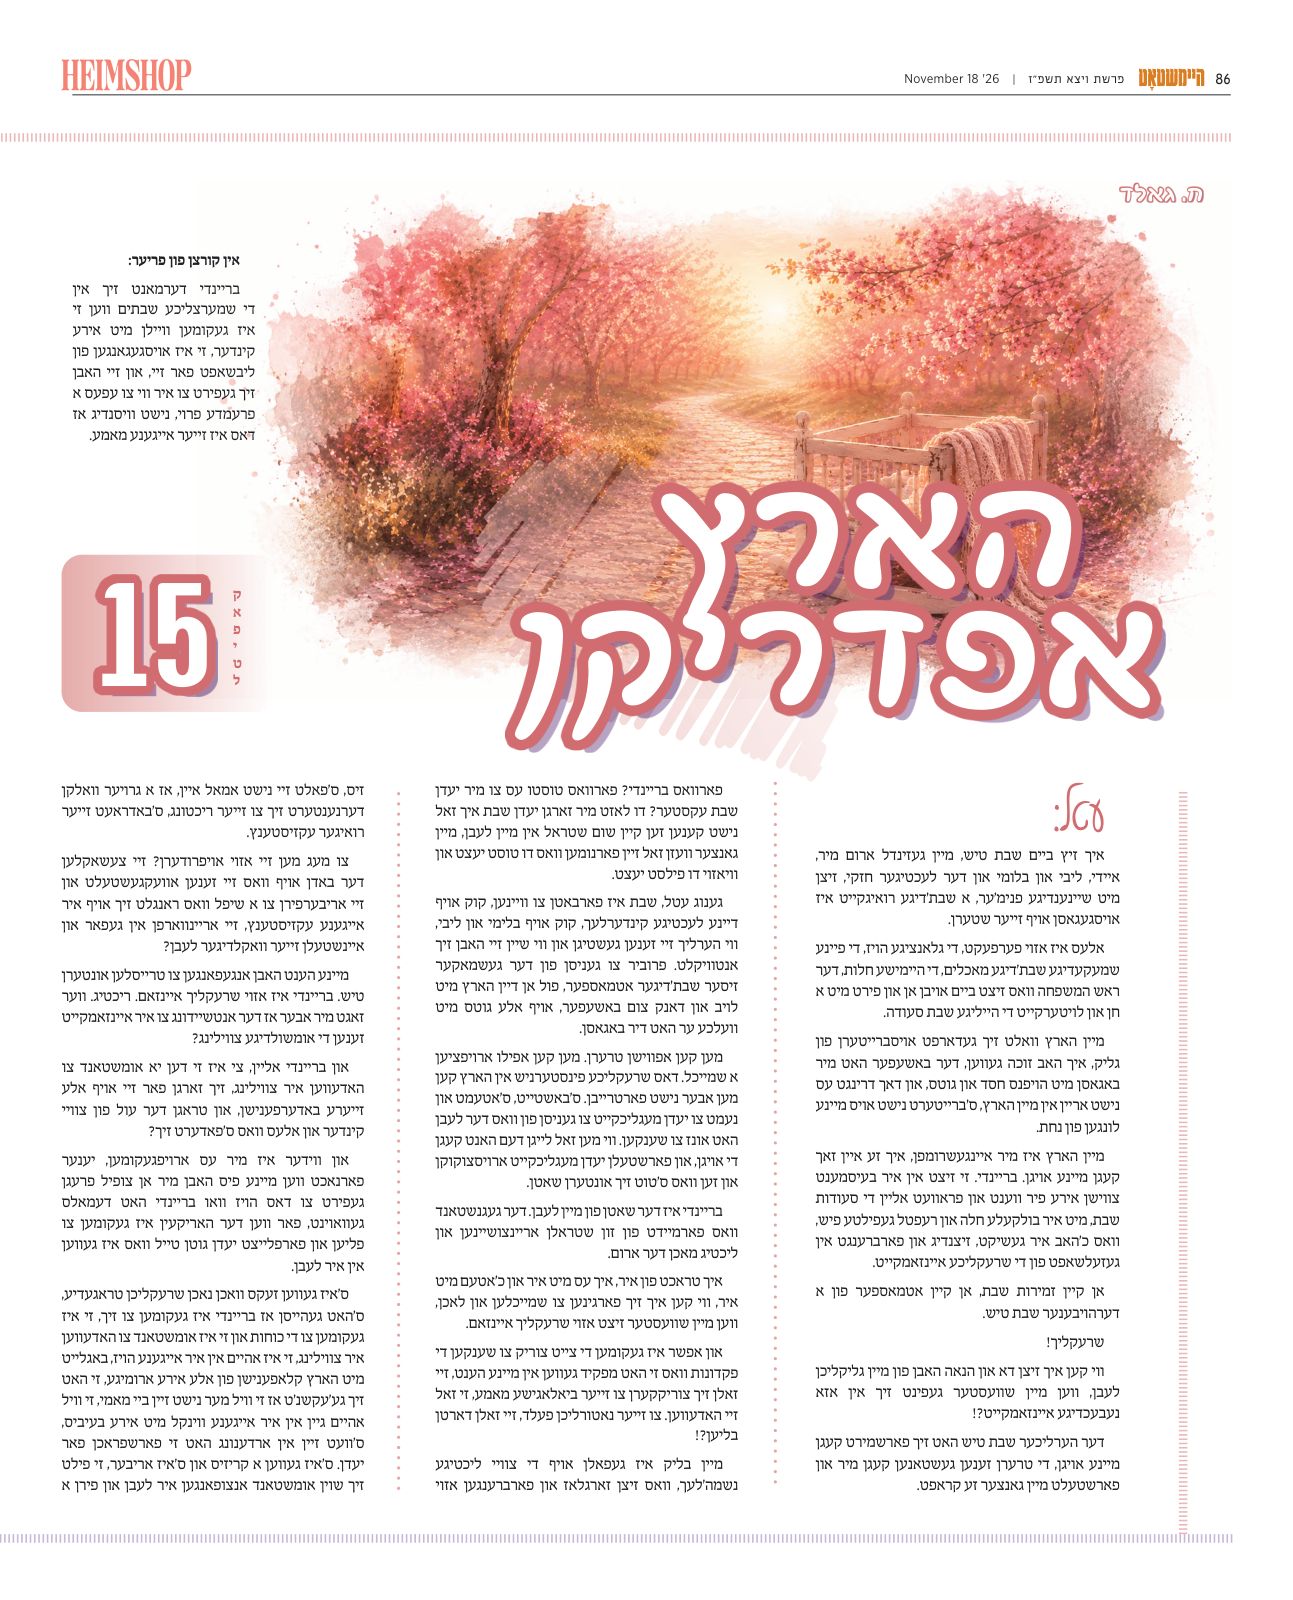 86 היימשטאָט פרשת ויצא תשפ״ז | November 18 '26
HEIMSHOP
ת. גאלד
אין קורצן פון פריער:
בריינדי דערמאנט זיך אין
די שמערצליכע שבתים ווען זי
איז געקומען וויילן מיט אירע
קינדער, זי איז אויסגעגאנגען פון
ליבשאפט פאר זיי, און זיי האבן
זיך געפירט צו איר ווי צו עפעס א
פרעמדע פרוי, נישט וויסנדיג אז
דאס איז זייער אייגענע מאמע.
הארץ
אפדריקן
קאפיטל
15
עטל:
איך זיץ ביים שבת טיש, מיין געזינדל ארום מיר,
איידי, ליבי און בלומי און דער לעכטיגער חזקי, זיצן
מיט שיינענדיגע פנימ'ער, א שבת'דיגע רואיגקייט איז
אויסגעגאסן אויף זייער שטערן.
אלעס איז אזוי פערפעקט, די גלאנציגע הויז, די פיינע
שמעקעדיגע שבת'דיגע מאכלים, די היימישע חלות, דער
ראש המשפחה וואס זיצט ביים אויבן אן און פירט מיט א
חן און לויטערקייט די הייליגע שבת סעודה.
מיין הארץ וואלט זיך געדארפט אויסברייטערן פון
גליק, איך האב זוכה געווען, דער באשעפער האט מיר
באגאסן מיט הויפנס חסד און גוטס, און דאך דרינגט עס
נישט אריין אין מיין הארץ, ס'ברייטערט נישט אויס מיינע
לונגען פון נחת.
מיין הארץ איז מיר איינגעשרומפן, איך זע איין זאך
קעגן מיינע אויגן. בריינדי. זי זיצט אין איר בעיסמענט
צווישן אירע פיר ווענט און פראוועט אליין די סעודות
שבת, מיט איר בולקעלע חלה און רעפטל געפילטע פיש,
וואס כ'האב איר געשיקט, זיצנדיג און פארברענגט אין
געזעלשאפט פון די שרעקליכע איינזאמקייט.
אן קיין זמירות שבת, אן קיין אטמאספער פון א
דערהויבענער שבת טיש.
שרעקליך!
ווי קען איך זיצן דא און הנאה האבן פון מיין גליקליכן
לעבן, ווען מיין שוועסטער געפינט זיך אין אזא
נעבעכדיגע איינזאמקייט?!
דער הערליכער שבת טיש האט זיך פארשמירט קעגן
מיינע אויגן, די טרערן זענען געשטאנען קעגן מיר און
פארשטעלט מיין גאנצער זע קראפט.
פארוואס בריינדי? פארוואס טוסטו עס צו מיר יעדן
שבת עקסטער? דו לאזט מיר זארגן יעדן שבת איך זאל
נישט קענען זען קיין שום שטראל אין מיין לעבן, מיין
גאנצער וועזן זאל זיין פארנומען וואס דו טוסט יעצט און
וויאזוי דו פילסט יעצט.
גענוג עטל, שבת איז פארבאטן צו וויינען, קוק אויף
דיינע לעכטיגע קינדערלעך, קוק אויף בלימי און ליבי,
ווי הערליך זיי זענען געשטיגן און ווי שיין זיי האבן זיך
אנטוויקלט. פרוביר צו געניסן פון דער געשמאקער
זיסער שבת'דיגער אטמאספער, פול אן דיין הארץ מיט
לויב און דאנק צום באשעפער, אויף אלע גוטס מיט
וועלכע ער האט דיר באגאסן.
מען קען אפווישן טרערן. מען קען אפילו ארויפציען
א שמייכל. דאס שרעקליכע פינסטערניש אין הארץ קען
מען אבער נישט פארטרייבן. ס'באשטייט, ס'אטעמט און
נעמט צו יעדן מעגליכקייט צו געניסן פון וואס דער לעבן
האט אונז צו שענקען. ווי מען זאל לייגן דעם האנט קעגן
די אויגן, און פארשטעלן יעדן מעגליכקייט ארויסצוקוקן
און זען וואס ס'טוט זיך אונטערן שאטן.
בריינדי איז דער שאטן פון מיין לעבן. דער געגנשטאנד
וואס פארמיידט פון זון שטראלן אריינצושיינען און
ליכטיג מאכן דער ארום.
איך טראכט פון איר, איך עס מיט איר און כ'אטעם מיט
איר, ווי קען איך זיך פארגינען צו שמייכלען און לאכן,
ווען מיין שוועסטער זיצט אזוי שרעקליך איינזאם.
און אפשר איז געקומען די צייט צוריק צו שענקען די
פקדונות וואס זי האט מפקיד געווען אין מיינע הענט, זיי
זאלן זיך צוריקקערן צו זייער ביאלאגישע מאמע, זי זאל
זיי האדעווען. צו זייער נאטורליכן פעלד, זיי זאלן דארטן
בליען?!
מיין בליק איז געפאלן אויף די צוויי ליכטיגע
נשמה'לעך, וואס זיצן זארגלאז און פארברענגען אזוי
זיס, ס'פאלט זיי נישט אמאל איין, אז א גרויער וואלקן
דערנענטערט זיך צו זייער ריכטונג, ס'באדראעט זייער
רואיגער עקזיסטענץ.
צו מעג מען זיי אזוי אויפרודערן? זיי צעשאקלען
דער באדן אויף וואס זיי זענען אוועקגעשטעלט און
זיי אריבערפירן צו א שיפל וואס ראנגלט זיך אויף איר
אייגענע עקזיסטענץ, זיי אריינווארפן אין געפאר און
איינשטעלן זייער וואקלדיגער לעבן?
מיינע הענט האבן אנגעפאנגען צו טרייסלען אונטערן
טיש. בריינדי איז אזוי שרעקליך איינזאם. ריכטיג. ווער
זאגט מיר אבער אז דער אנטשיידונג צו איר איינזאמקייט
זענען די אומשולדיגע צווילינג?
און בריינדי אליין, צי איז זי דען יא אומשטאנד צו
האדעווען איר צווילינג, זיך זארגן פאר זיי אויף אלע
זייערע באדערפענישן, און טראגן דער עול פון צוויי
קינדער און אלעס וואס ס'פאדערט זיך?
און ווידער איז מיר עס ארויפגעקומען, יענער
פארנאכט ווען מיינע פיס האבן מיר אן צופיל פרעגן
געפירט צו דאס הויז וואו בריינדי האט דעמאלס
געוואוינט, פאר ווען דער האריקעין איז געקומען צו
פליען און פארפלייצט יעדן גוטן טייל וואס איז געווען
אין איר לעבן.
ס'איז געווען זעקס וואכן נאכן שרעקליכן טראגעדיע,
ס'האט געהייסן אז בריינדי איז געקומען צו זיך, זי איז
געקומען צו די כוחות און זי איז אומשטאנד צו האדעווען
איר צווילינג, זי איז אהיים אין איר אייגענע הויז, באגלייט
מיט הארץ קלאפענישן פון אלע אירע ארומיגע, זי האט
זיך גע'עקשנ'ט אז זי וויל מער נישט זיין ביי מאמי, זי וויל
אהיים גיין אין איר אייגענע ווינקל מיט אירע בעיביס,
ס'וועט זיין אין ארדענונג האט זי פארשפראכן פאר
יעדן. ס'איז געווען א קריזיס און ס'איז אריבער, זי פילט
זיך שוין אומשטאנד אנצופאנגען איר לעבן און פירן א